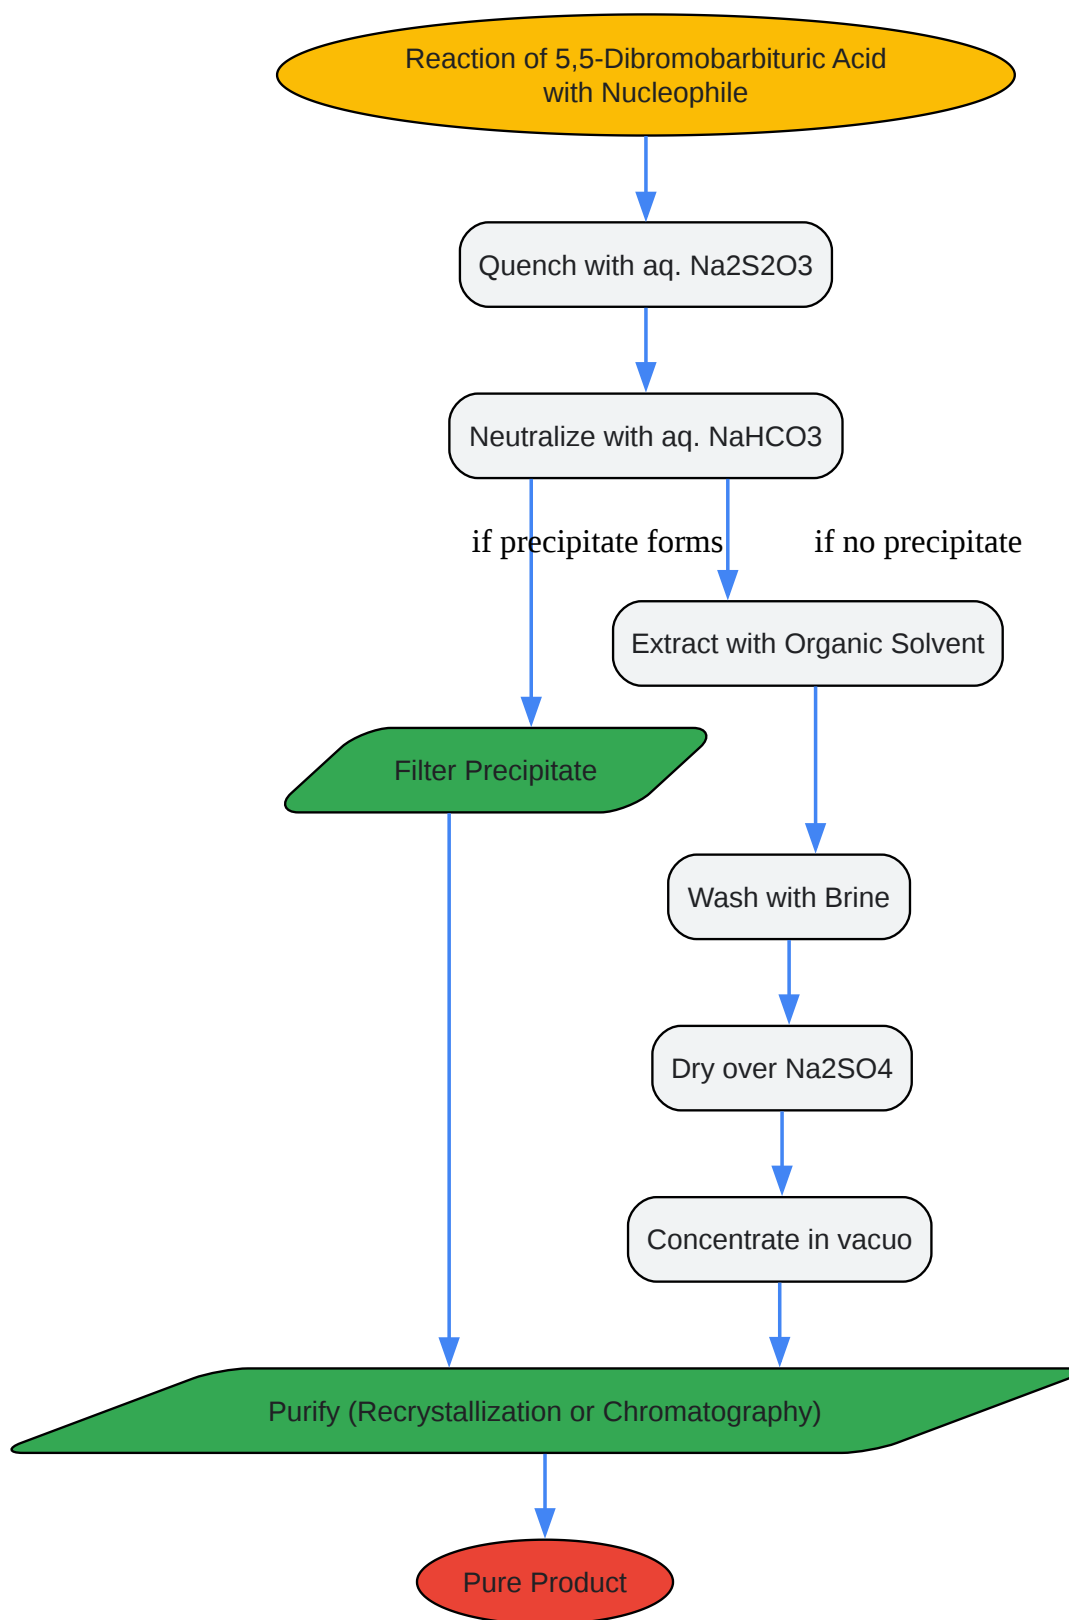 Reaction of 5,5-Dibromobarbituric Acid
with Nucleophile
Quench with aq. Na2S2O3
Neutralize with aq. NaHCO3
if precipitate forms
if no precipitate
Extract with Organic Solvent
Filter Precipitate
Wash with Brine
Dry over Na2SO4
Concentrate in vacuo
Purify (Recrystallization or Chromatography)
Pure Product